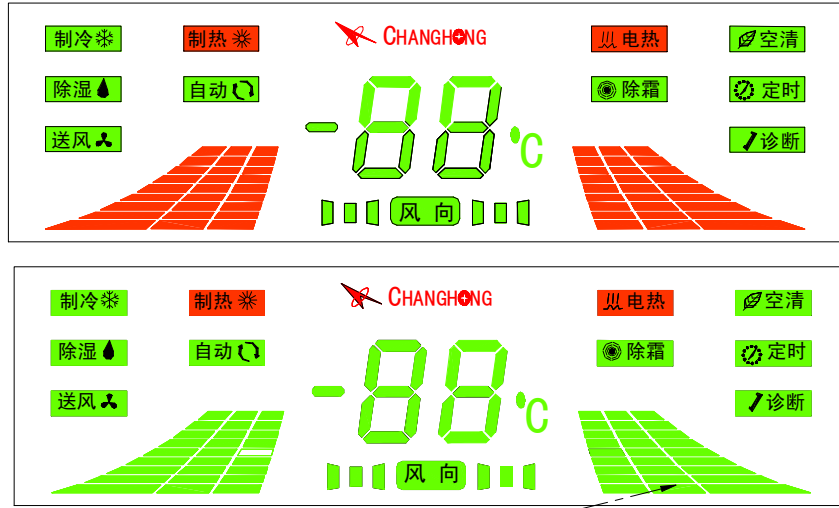 制冷 制热 CHANGHONG 电热 空清
除湿 自动 -88°C 除霜 定时
送风 诊断
风向
制冷 制热 CHANGHONG 电热 空清
除湿 自动 -88°C 除霜 定时
送风 诊断
风向